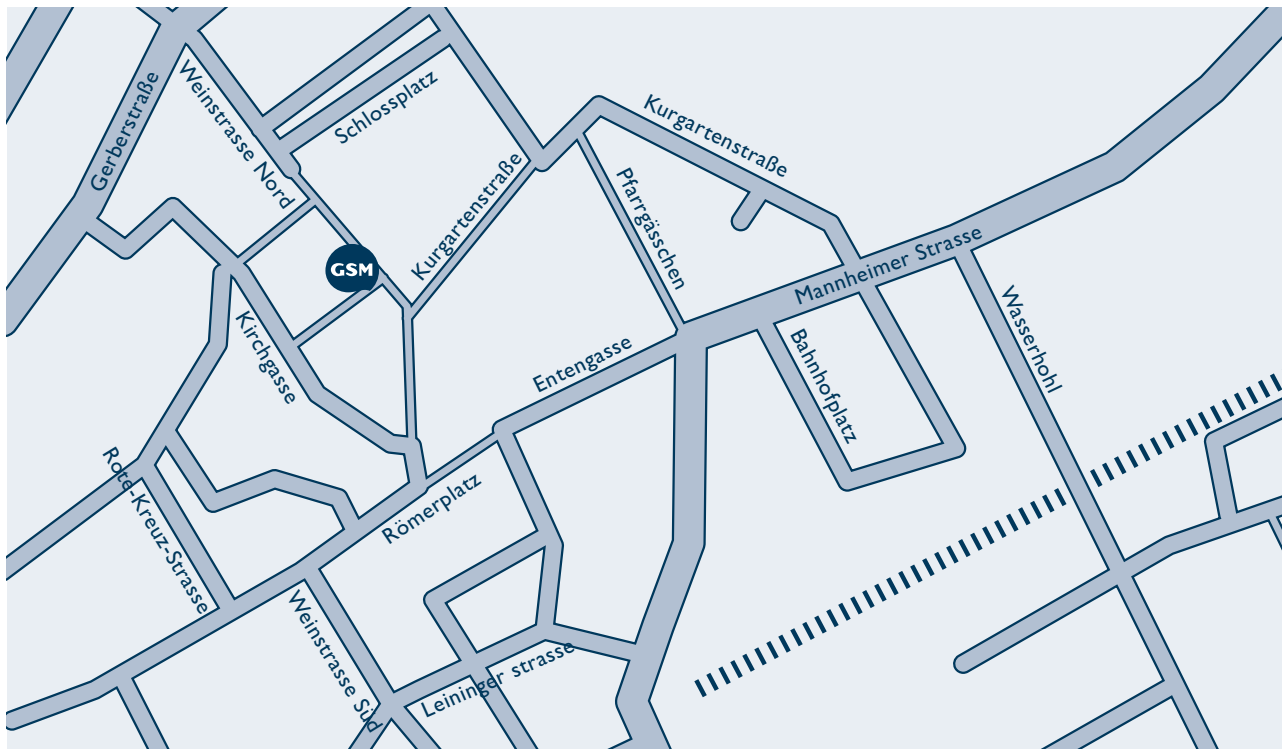 Gerberstraße
Weinstrasse Nord
Schlossplatz
Kurgartenstraße
Kurgartenstraße
Pfarrgässchen
Mannheimer Strasse
GSM
Kirchgasse
Entengasse
Bahnhofplatz
Wasserhohl
Rote-Kreuz-Strasse
Römerplatz
Weinstrasse Süd
Leininger strasse